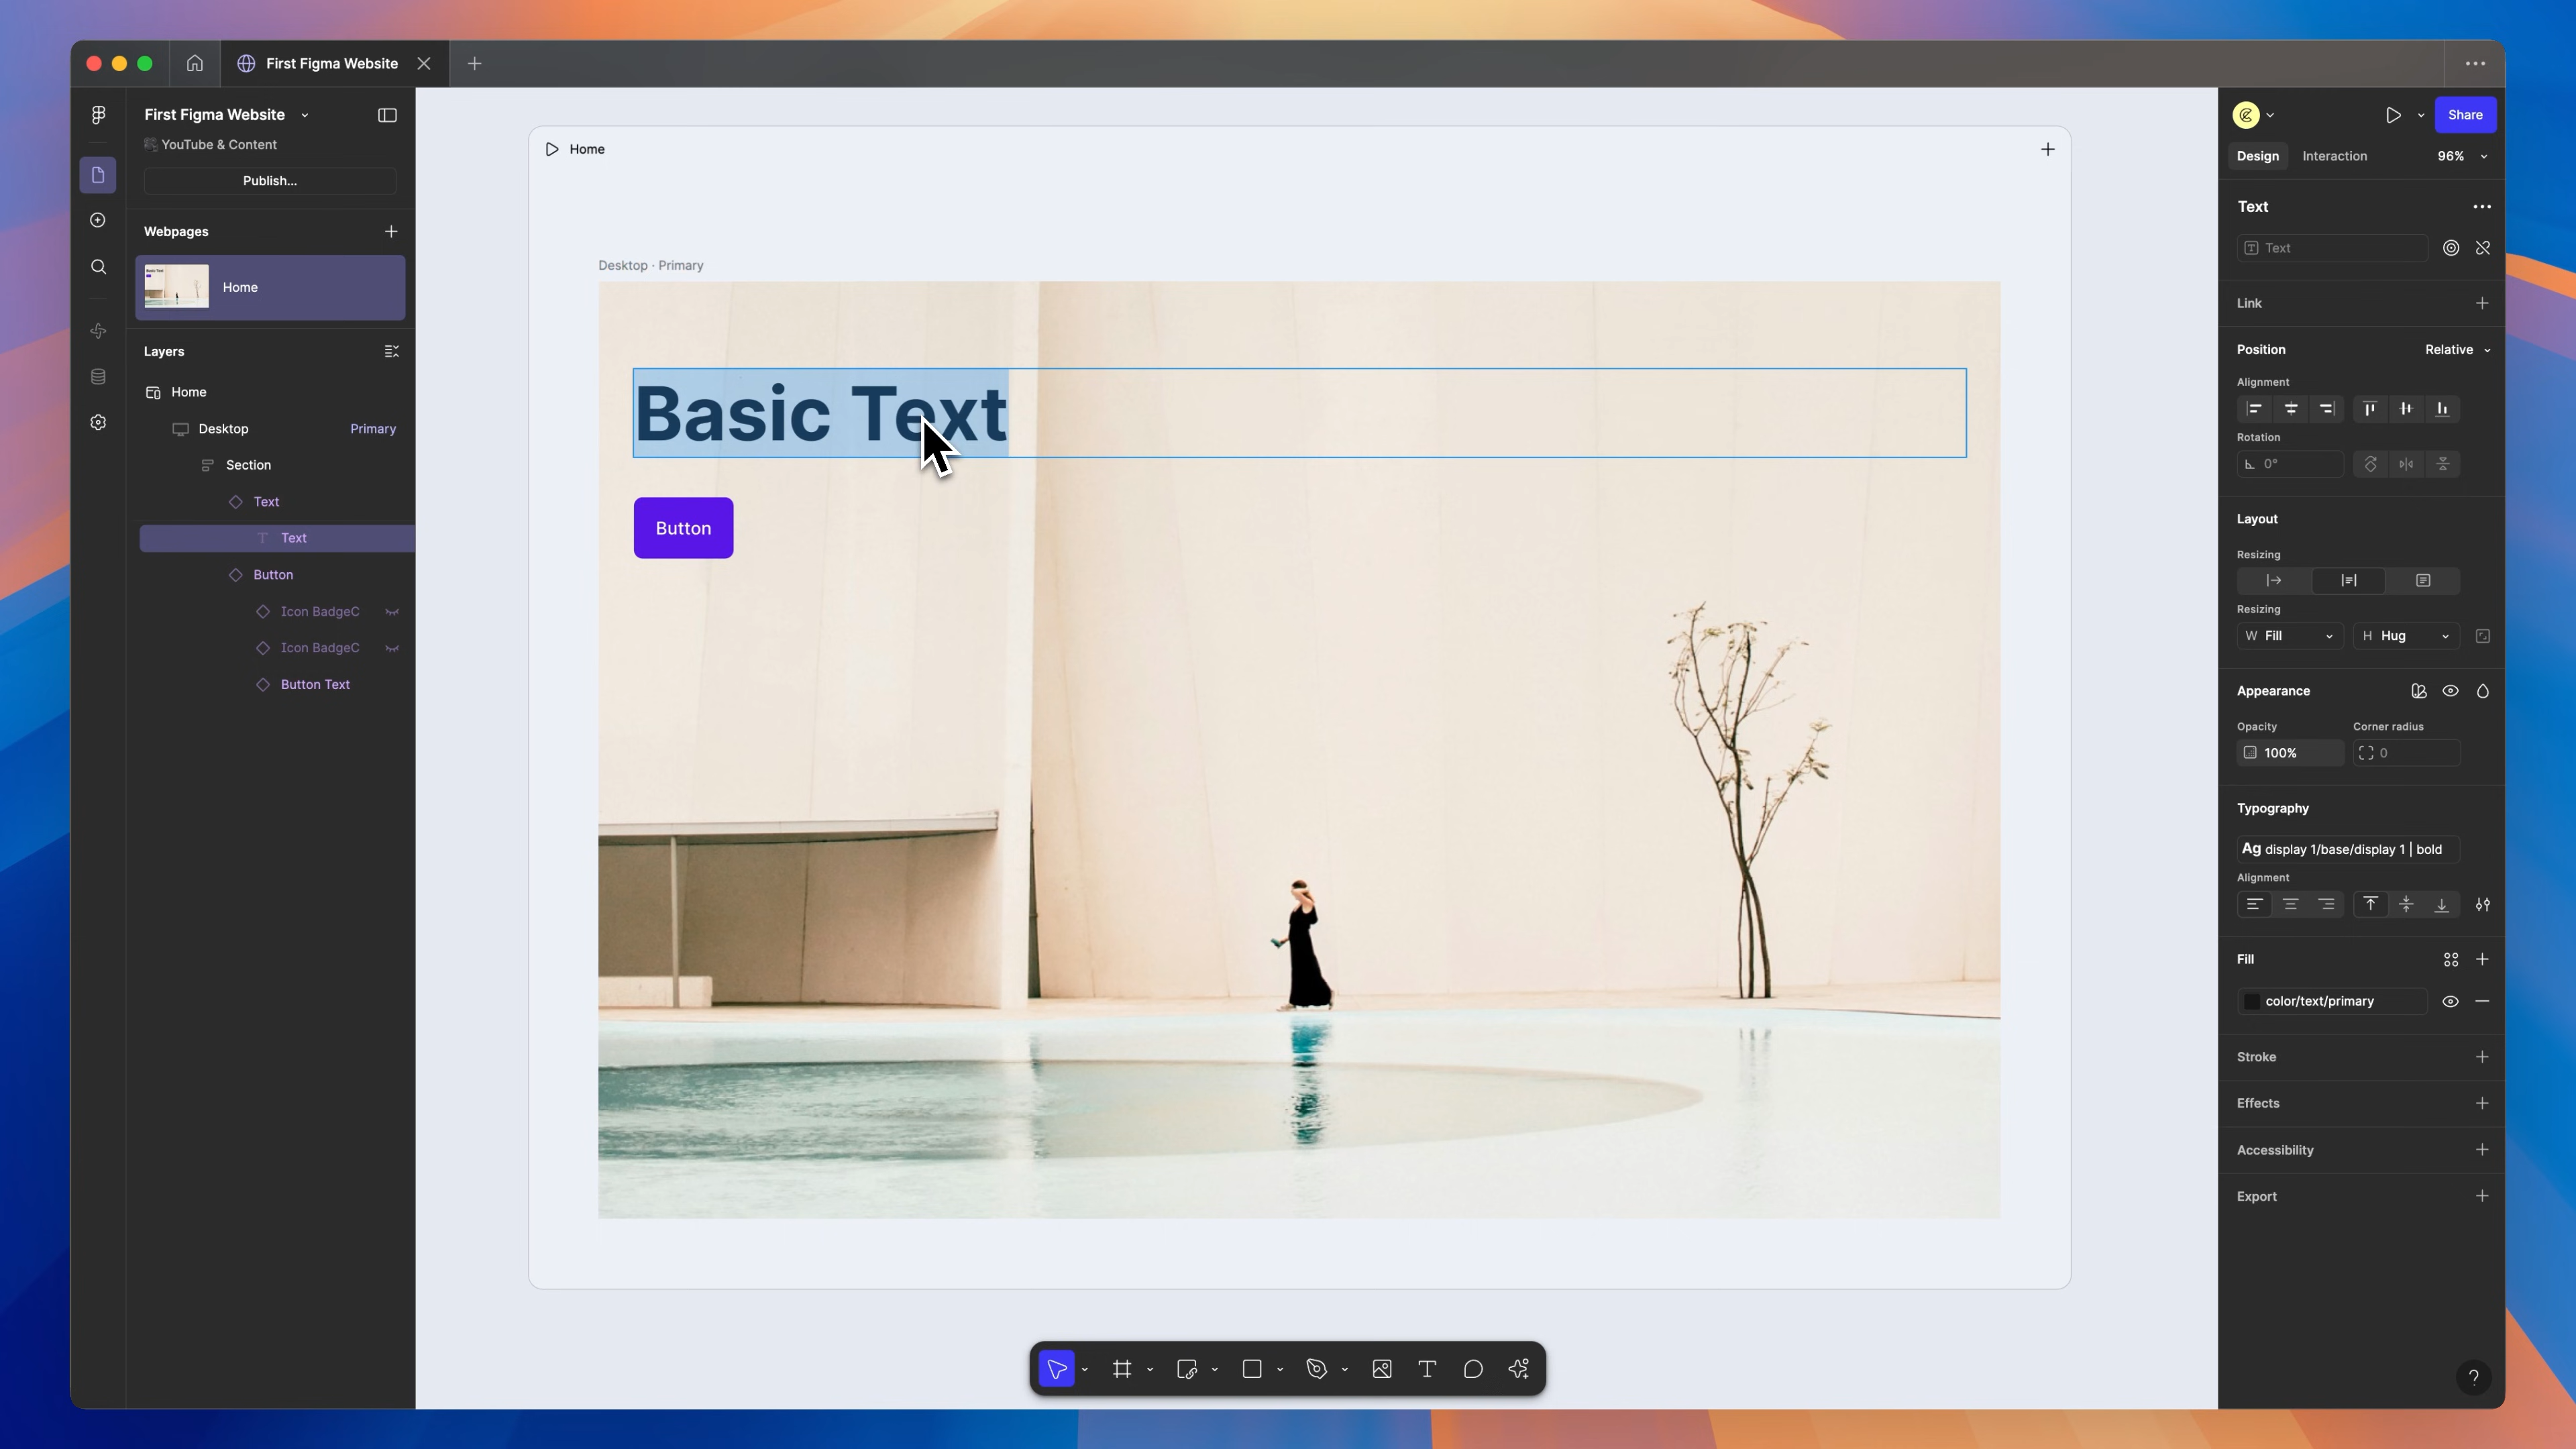 First Figma Website
First Figma Website
YouTube & Content
Publish...
Webpages
Home
Layers
Home
Desktop Primary
Section
Text
Text
Button
Icon BadgeC
Icon BadgeC
Button Text
Home
Desktop · Primary
Basic Text
Button
Share
Design Interaction 96%
Text
Text
Link
Position Relative
Alignment
Rotation
0°
Layout
Resizing
Resizing
W Fill H Hug
Appearance
Opacity Corner radius
100% 0
Typography
Ag display 1/base/display 1 | bold
Alignment
Fill
color/text/primary
Stroke
Effects
Accessibility
Export
?